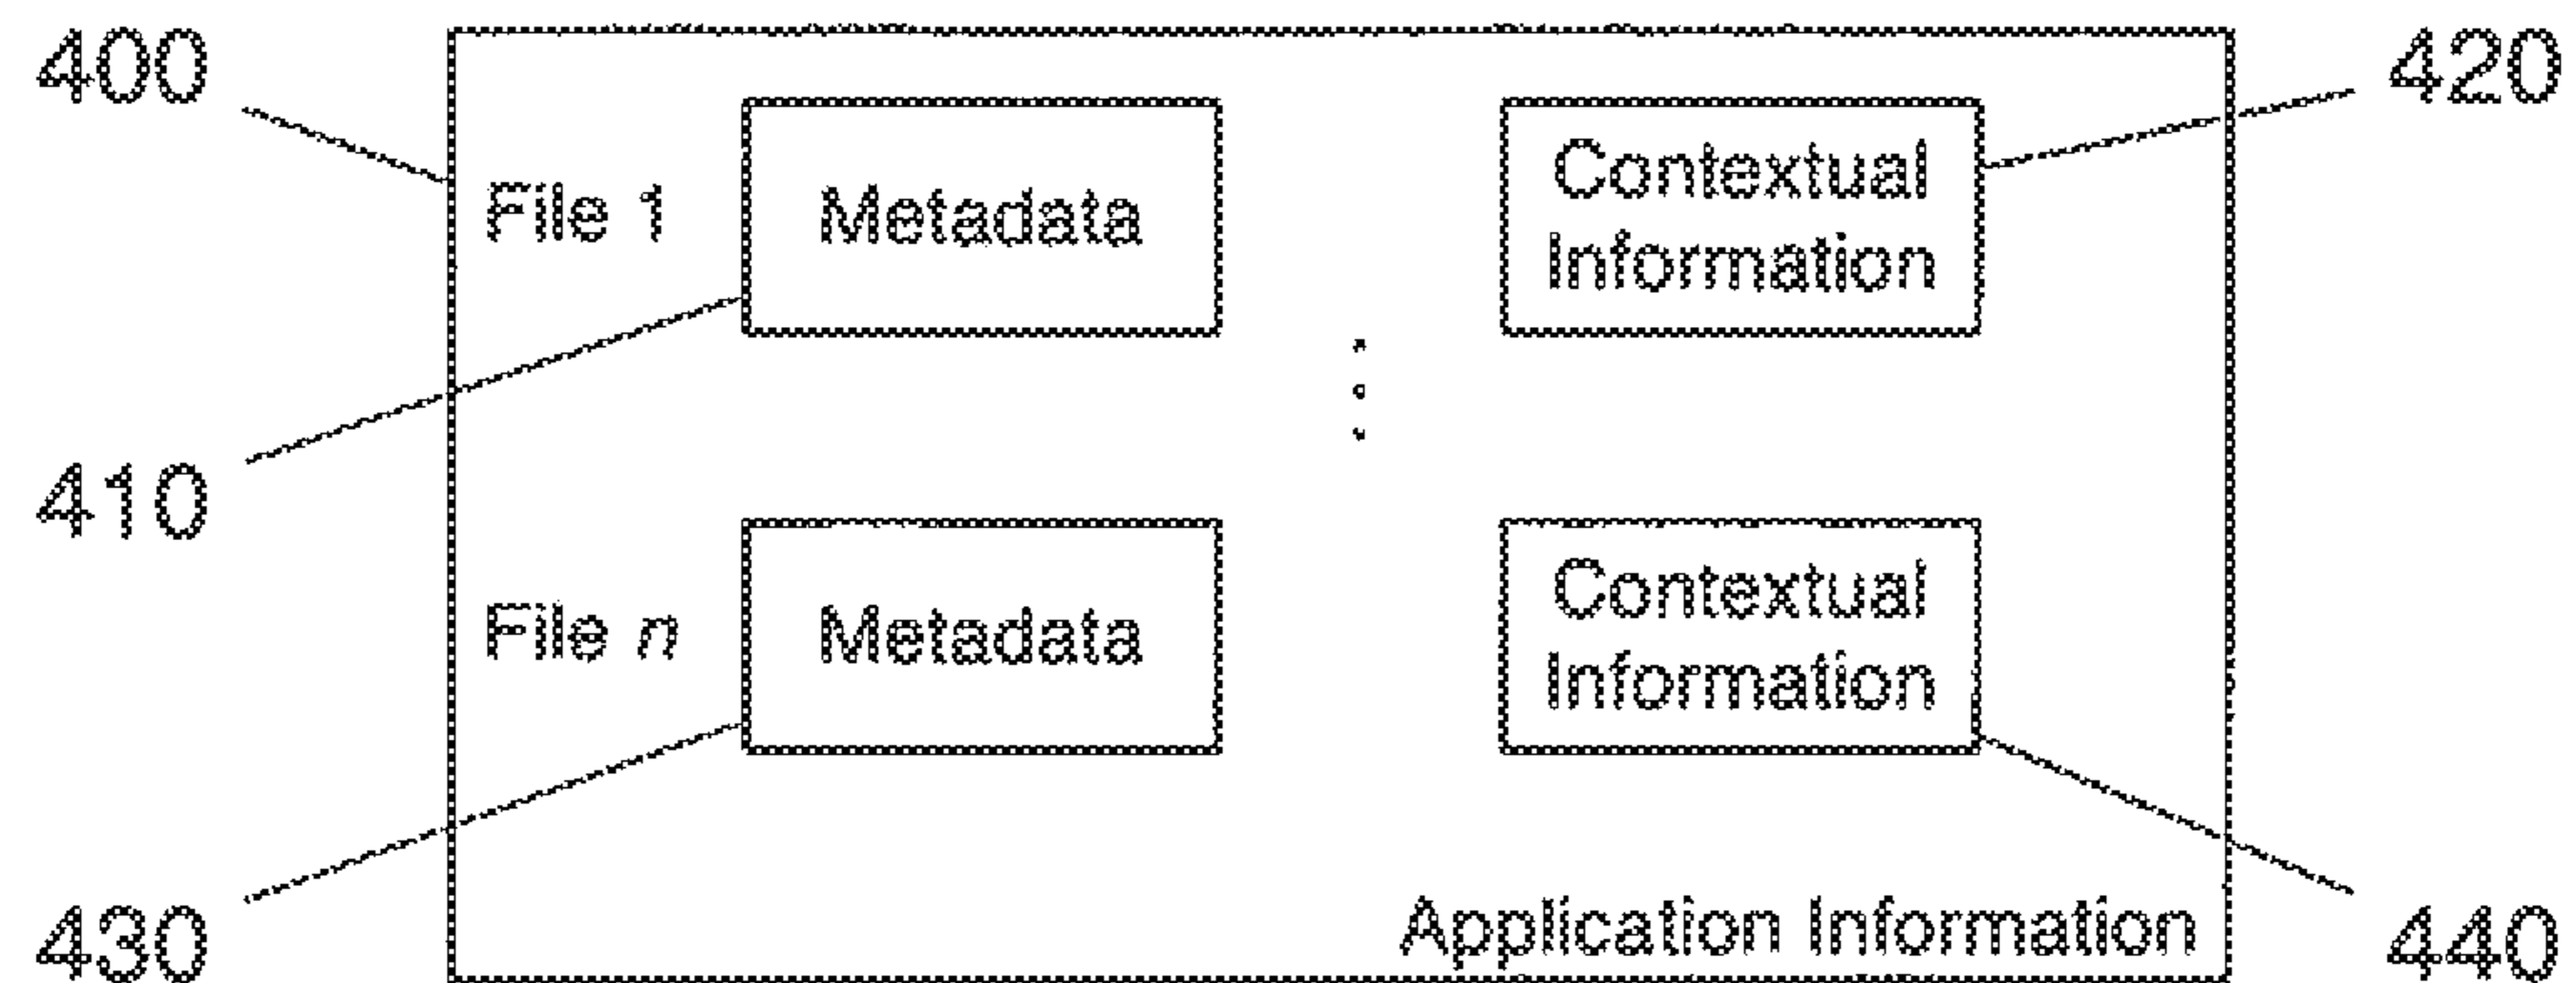 400
420
File 1
Metadata
Contextual
Information
410
File n
Metadata
Contextual
Information
430
Application Information
440